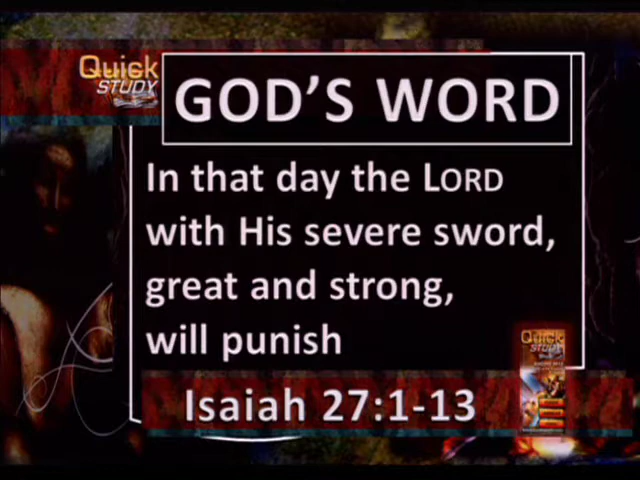 Quick
STUDY
GOD'S WORD
In that day the LORD
with His severe sword,
great and strong,
will punish
Isaiah 27:1-13
Quick
STUDY